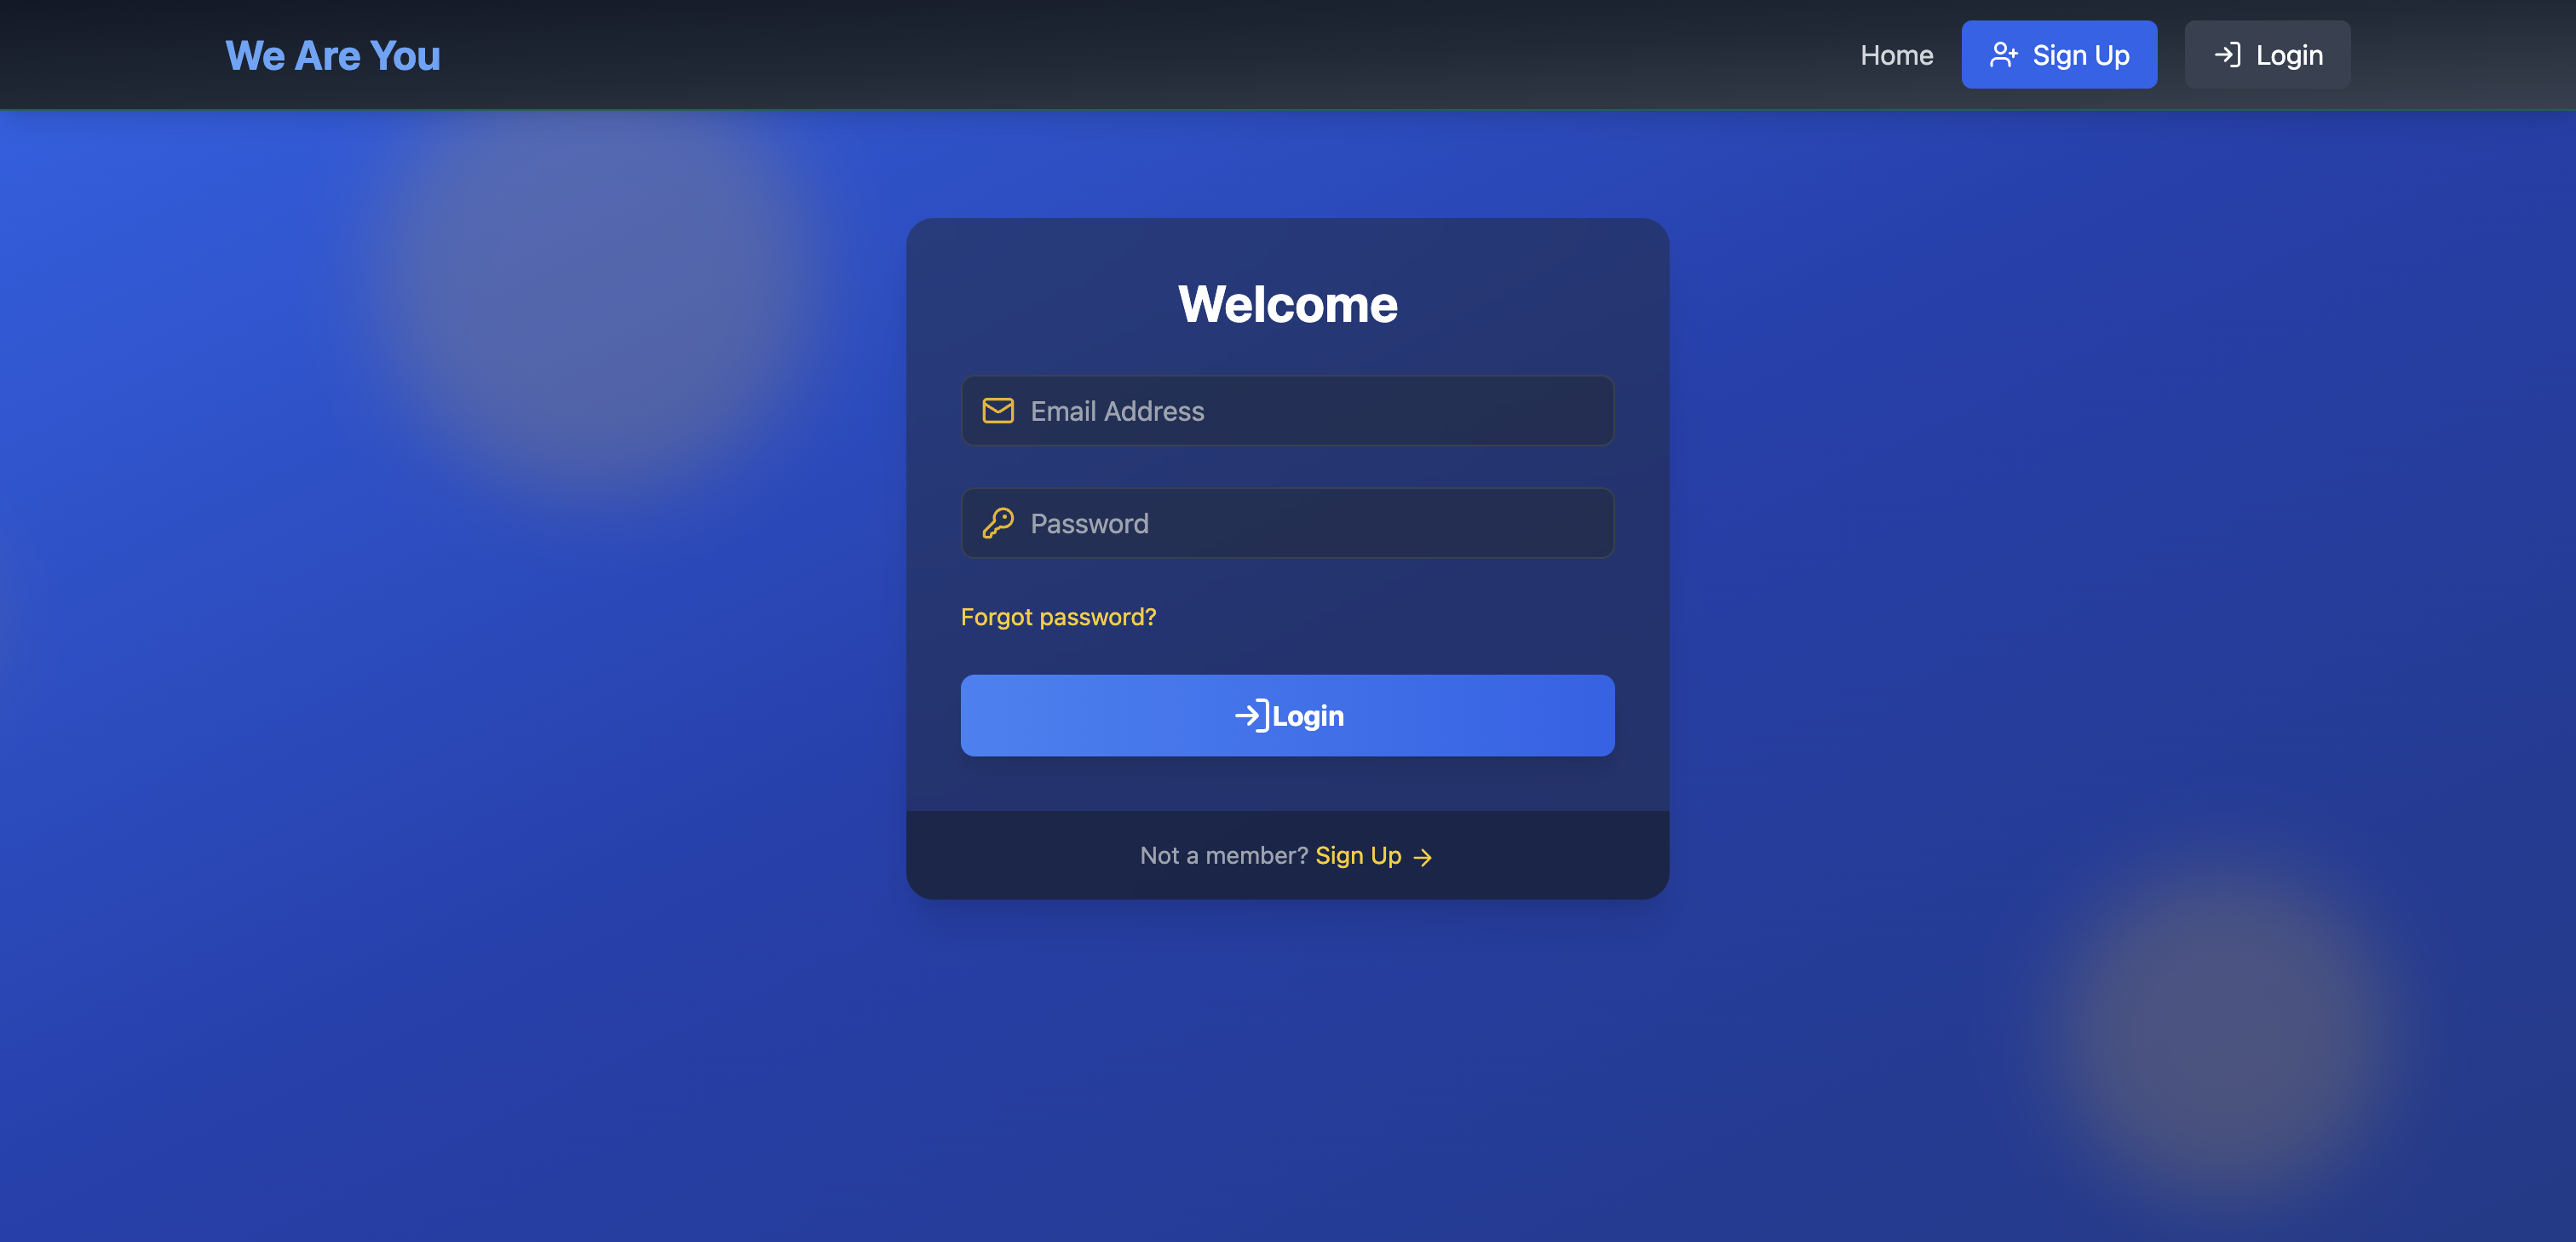 We Are You
Home
Sign Up
Login
Welcome
Email Address
Password
Forgot password?
Login
Not a member? Sign Up →